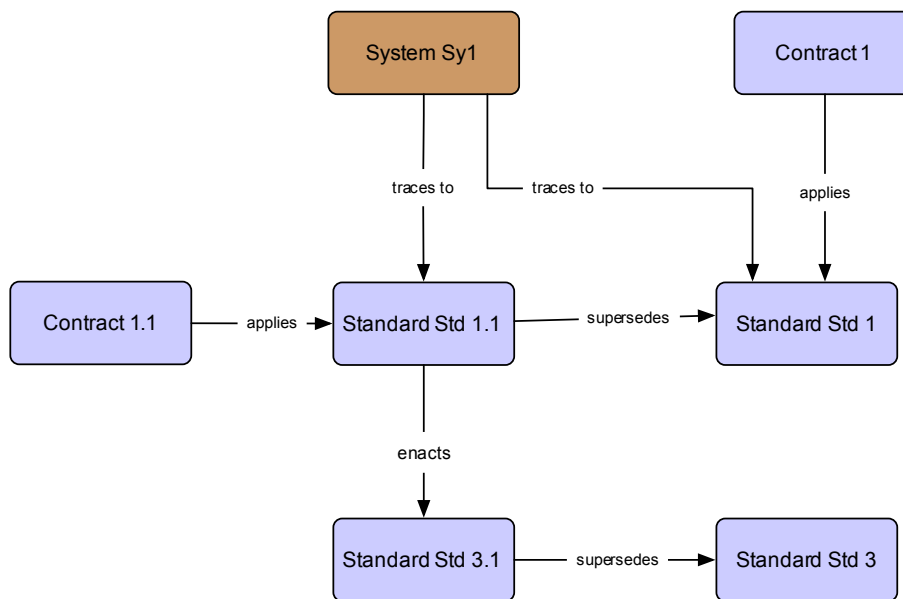 System Sy1
Contract 1
traces to
traces to
applies
Contract 1.1
applies
Standard Std 1.1
supersedes
Standard Std 1
enacts
Standard Std 3.1
supersedes
Standard Std 3